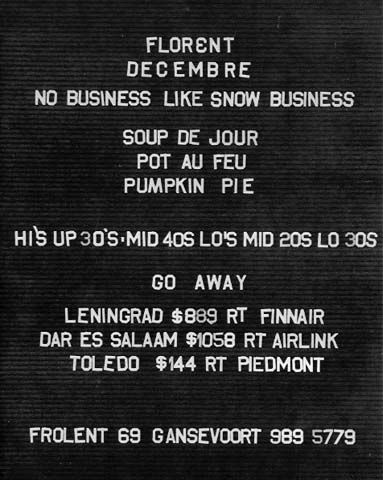 FLORENT
DECEMBRE
NO BUSINESS LIKE SNOW BUSINESS
SOUP DE JOUR
POT AU FEU
PUMPKIN PIE
HI'S UP 30'S·MID 40S LO'S MID 20S LO 30S
GO AWAY
LENINGRAD $889 RT FINNAIR
DAR ES SALAAM $1058 RT AIRLINK
TOLEDO $144 RT PIEDMONT
FROLENT 69 GANSEVOORT 989 5779